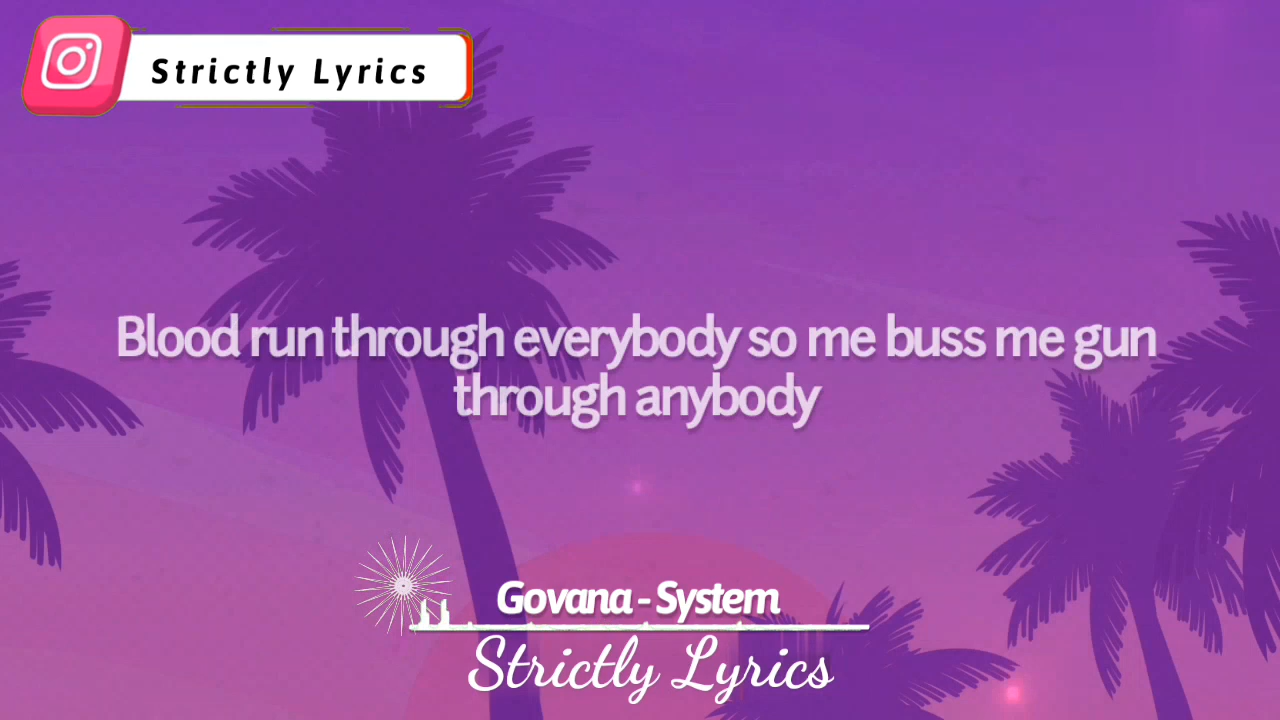 Strictly Lyrics
Blood run through everybody so me buss me gun
through anybody
Govana - System
Strictly Lyrics